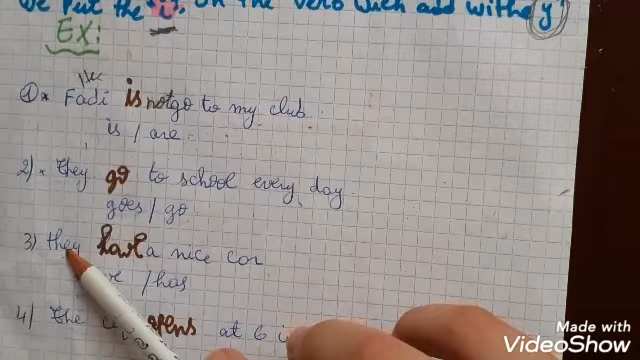 we put the "i" on the verb wich add with a y"
EX:
he
1) * Fadi is not go to my club.
is / are
2) * they go to school every day.
goes / go
3) they have a nice car
/ has
4) the opens at 6
Made with
VideoShow